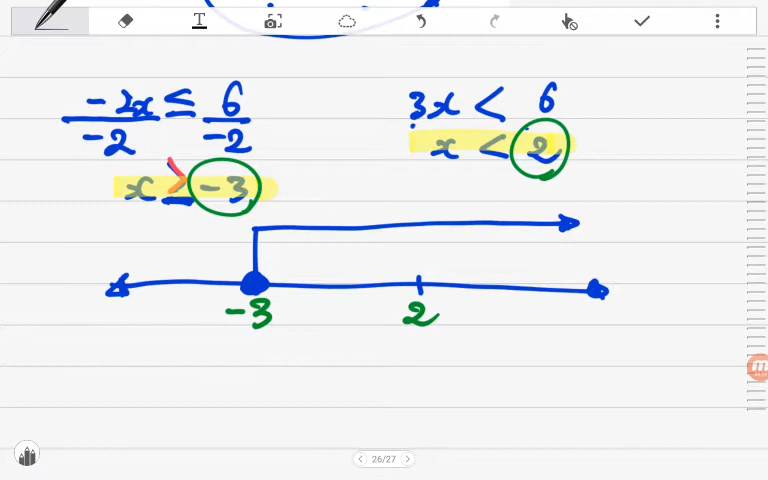 T
-2x ≤ 6
-2 -2
x ≥ -3
3x < 6
x < 2
-3 2
26/27